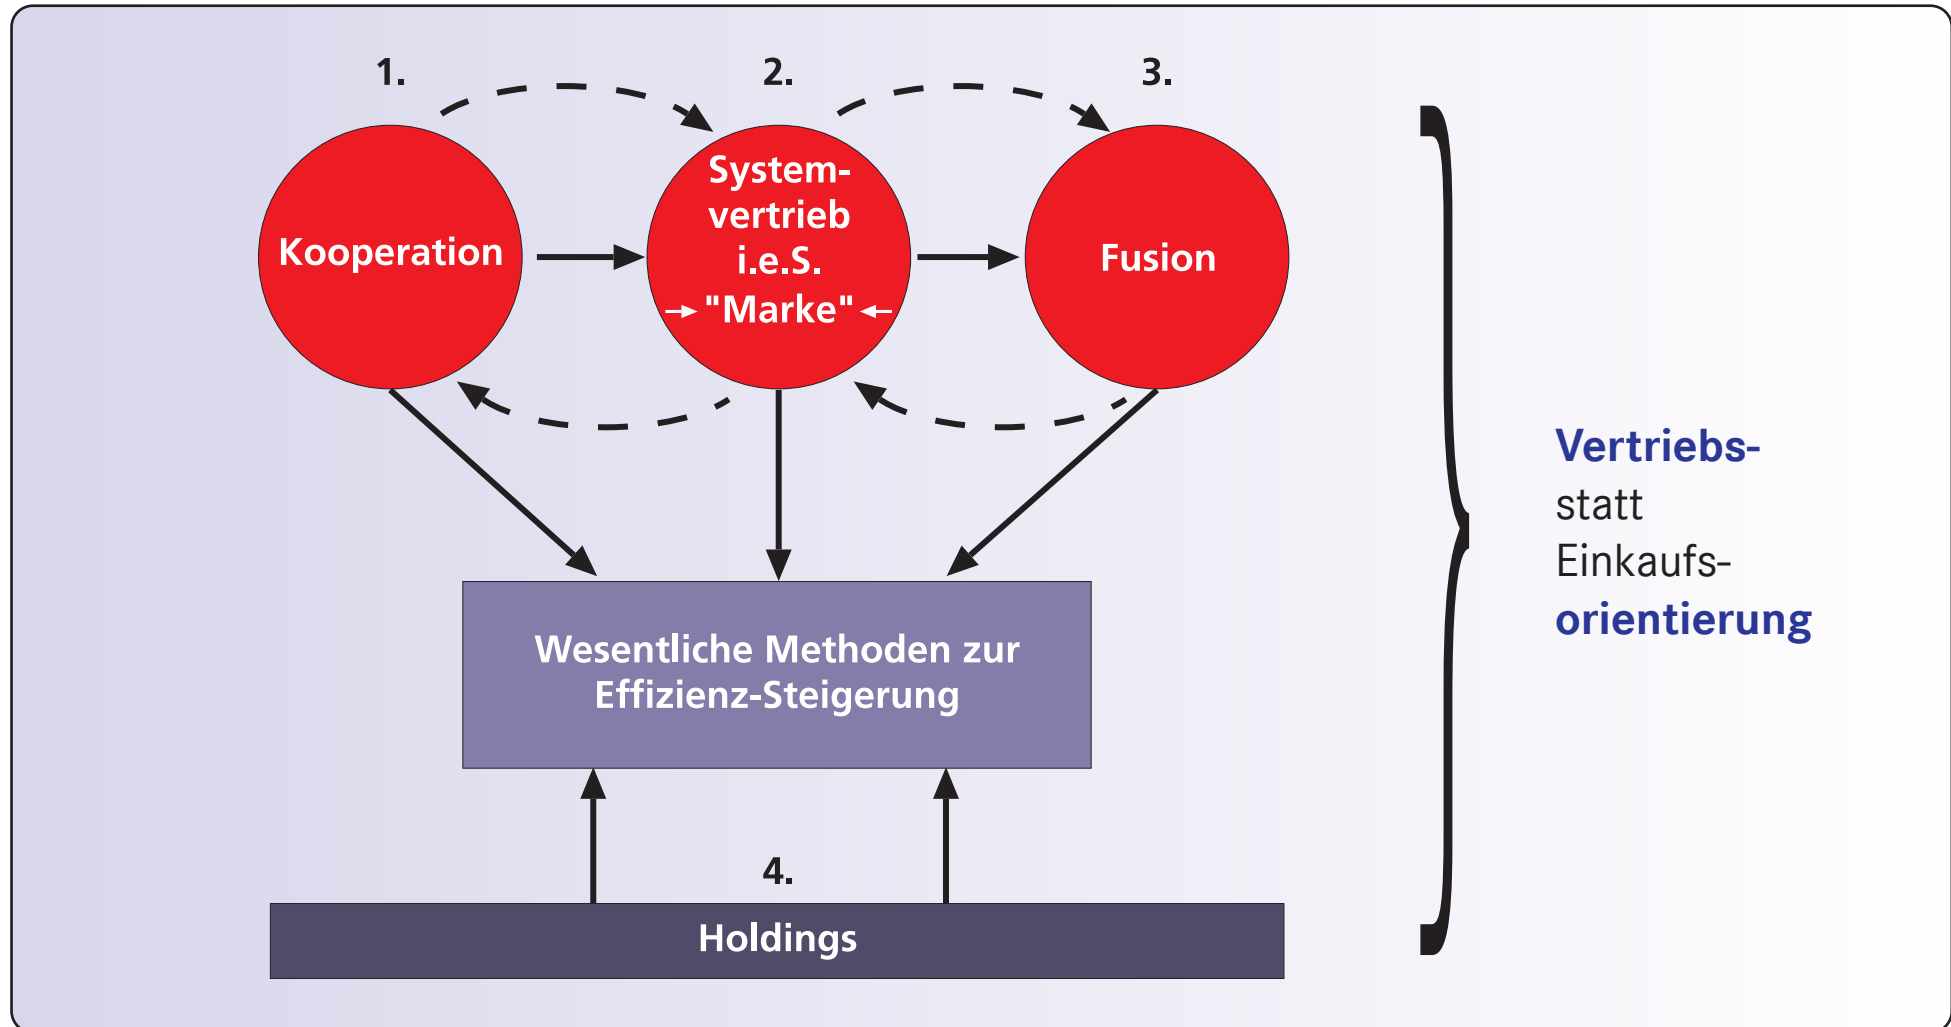 1.
2.
3.
Kooperation
System-
vertrieb
i.e.S.
"Marke"
Fusion
Wesentliche Methoden zur
Effizienz-Steigerung
4.
Holdings
Vertriebs-
statt
Einkaufs-
orientierung